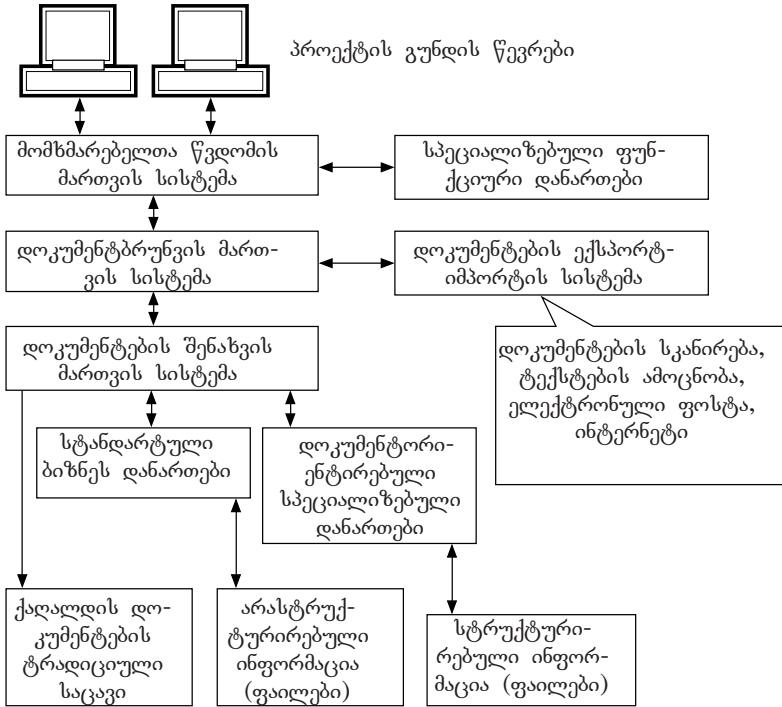 პროექტის გუნდის წევრები
მომხმარებელთა წვდომის
მართვის სისტემა
სპეციალიზებული ფუნ-
ქციური დანართები
დოკუმენტბრუნვის მართ-
ვის სისტემა
დოკუმენტების ექსპორტ-
იმპორტის სისტემა
დოკუმენტების შენახვის
მართვის სისტემა
დოკუმენტების სკანირება,
ტექსტების ამოცნობა,
ელექტრონული ფოსტა,
ინტერნეტი
სტანდარტული
ბიზნეს დანართები
დოკუმენტორი-
ენტირებული
სპეციალიზებული
დანართები
ქაღალდის დო-
კუმენტების
ტრადიციული
საცავი
არასტრუქ-
ტურირებული
ინფორმაცია
(ფაილები)
სტრუქტური-
რებული ინფორ-
მაცია (ფაილები)